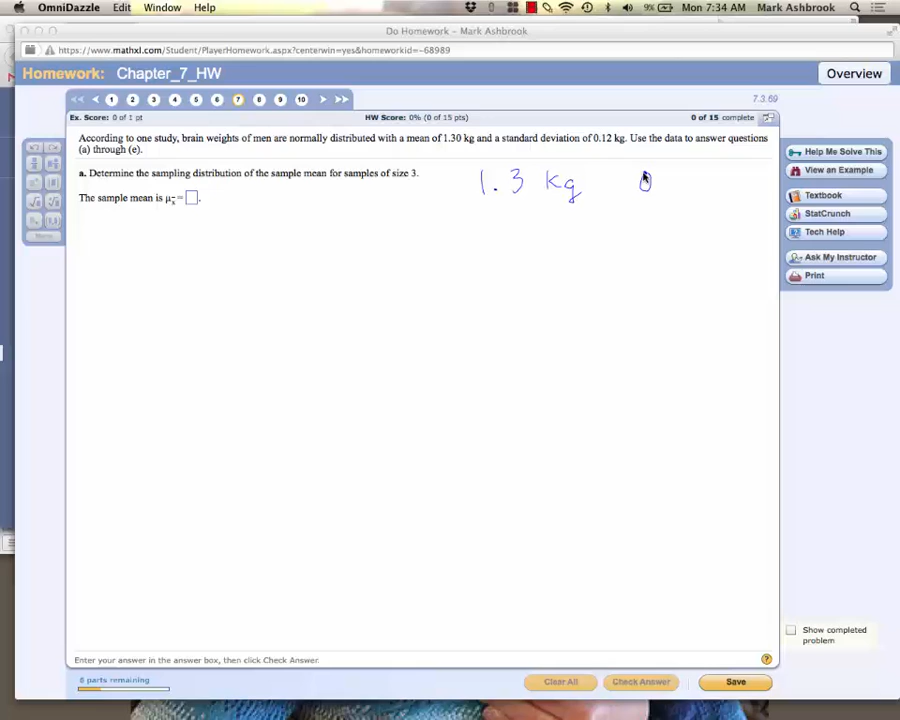 OmniDazzle Edit Window Help 9% Mon 7:34 AM Mark Ashbrook
Do Homework - Mark Ashbrook
https://www.mathxl.com/Student/PlayerHomework.aspx?centerwin=yes&homeworkid=-68989
Homework: Chapter_7_HW Overview
1 2 3 4 5 6 7 8 9 10 7.3.69
Ex. Score: 0 of 1 pt HW Score: 0% (0 of 15 pts) 0 of 15 complete
According to one study, brain weights of men are normally distributed with a mean of 1.30 kg and a standard deviation of 0.12 kg. Use the data to answer questions
(a) through (e).
a. Determine the sampling distribution of the sample mean for samples of size 3.
1.3 kg 0
The sample mean is μx̄ = .
Help Me Solve This
View an Example
Textbook
StatCrunch
Tech Help
Ask My Instructor
Print
More
Show completed
problem
Enter your answer in the answer box, then click Check Answer.
6 parts remaining
Clear All Check Answer Save